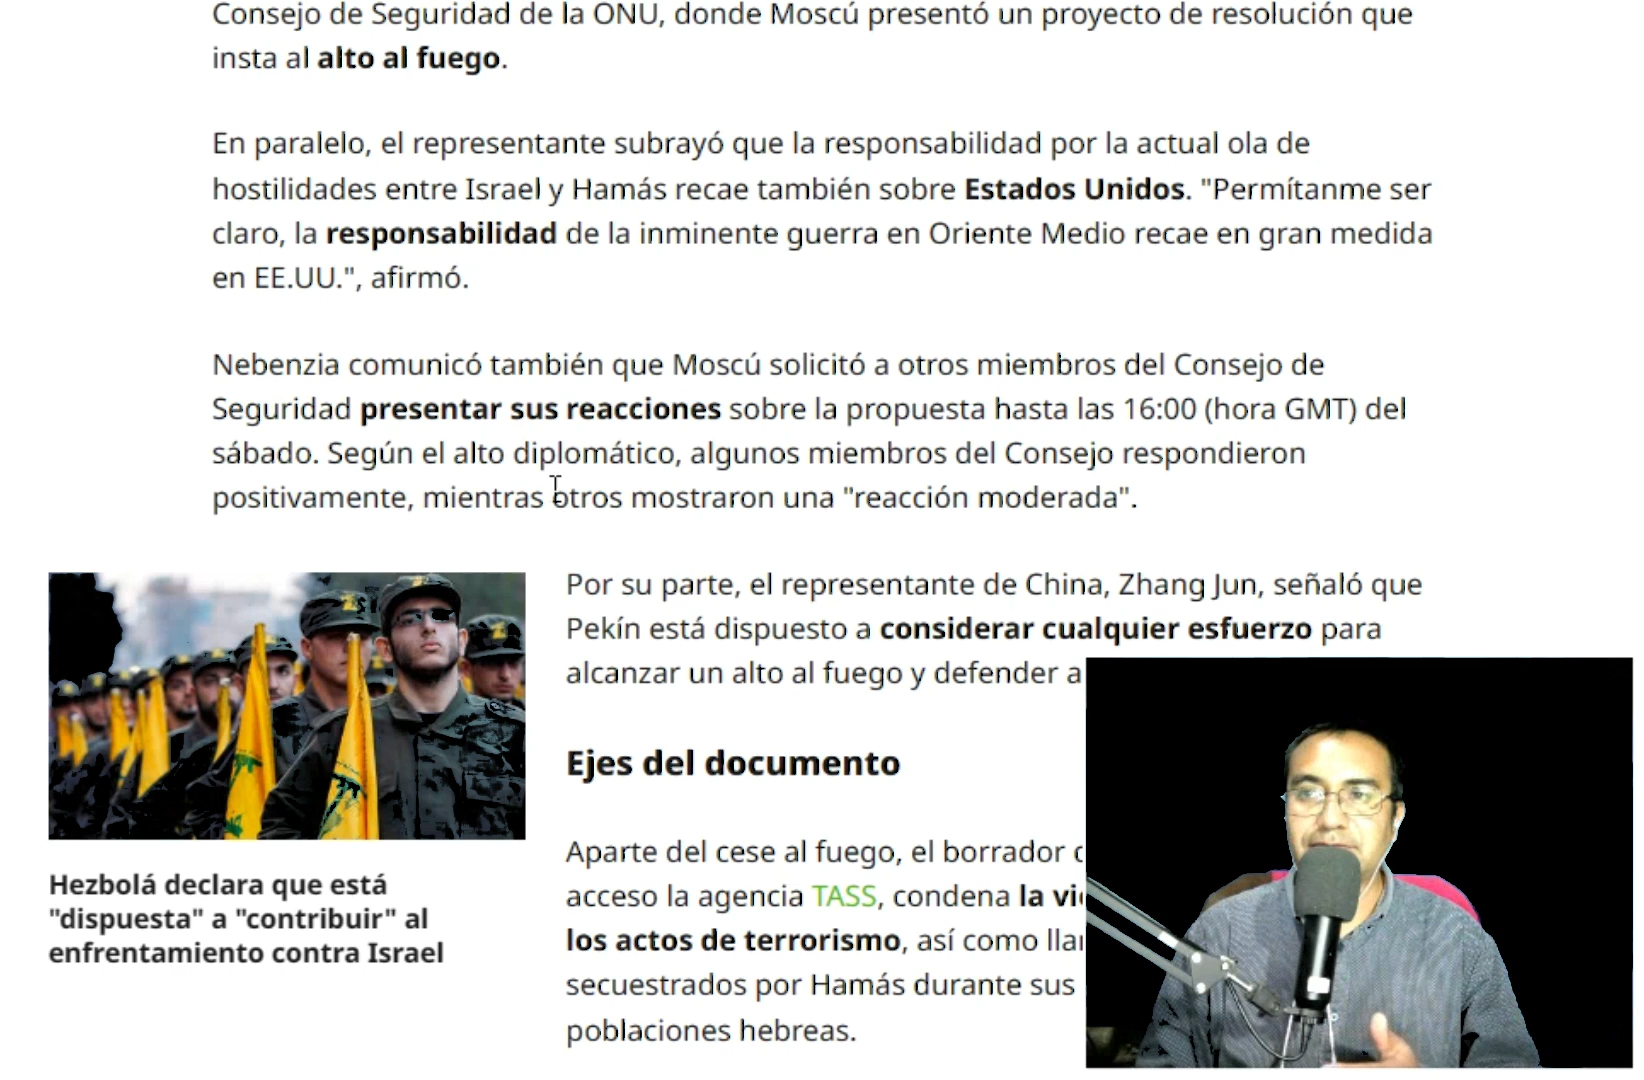 Consejo de Seguridad de la ONU, donde Moscú presentó un proyecto de resolución que
insta al alto al fuego.
En paralelo, el representante subrayó que la responsabilidad por la actual ola de
hostilidades entre Israel y Hamás recae también sobre Estados Unidos. "Permítanme ser
claro, la responsabilidad de la inminente guerra en Oriente Medio recae en gran medida
en EE.UU.", afirmó.
Nebenzia comunicó también que Moscú solicitó a otros miembros del Consejo de
Seguridad presentar sus reacciones sobre la propuesta hasta las 16:00 (hora GMT) del
sábado. Según el alto diplomático, algunos miembros del Consejo respondieron
positivamente, mientras otros mostraron una "reacción moderada".
Por su parte, el representante de China, Zhang Jun, señaló que
Pekín está dispuesto a considerar cualquier esfuerzo para
alcanzar un alto al fuego y defender a
Ejes del documento
Aparte del cese al fuego, el borrador
acceso la agencia TASS, condena la
los actos de terrorismo, así como
secuestrados por Hamás durante sus
poblaciones hebreas.
Hezbolá declara que está
"dispuesta" a "contribuir" al
enfrentamiento contra Israel